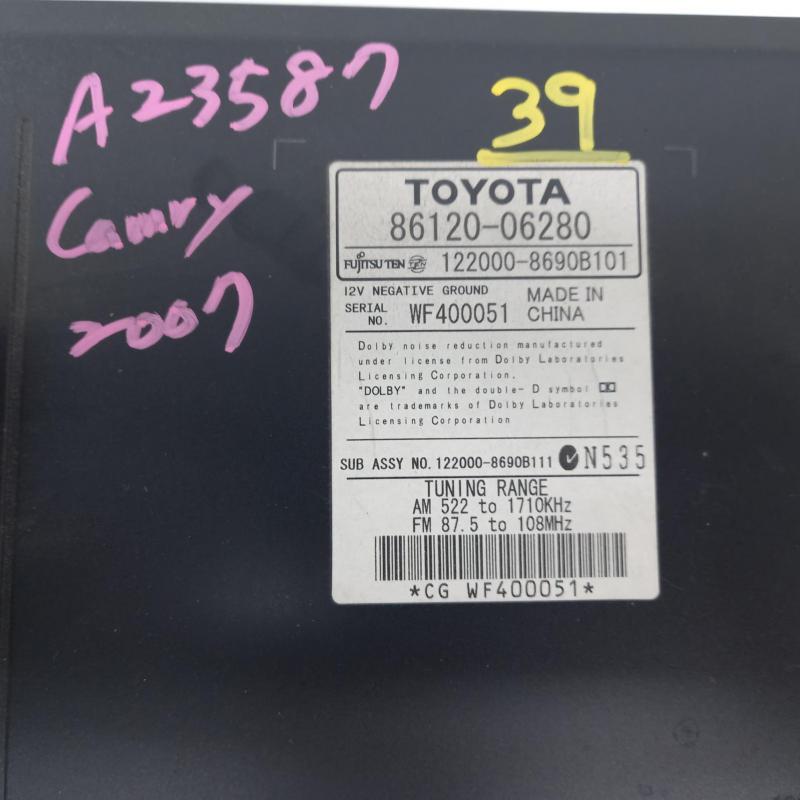 A23587
39
Camry
2007
TOYOTA
86120-06280
FUJITSU TEN TEN 122000-8690B101
12V NEGATIVE GROUND
SERIAL NO. WF400051
MADE IN CHINA
Dolby noise reduction manufactured
under license from Dolby Laboratories
Licensing Corporation.
"DOLBY" and the double- D symbol
are trademarks of Dolby Laboratories
Licensing Corporation
SUB ASSY NO. 122000-8690B111 N535
TUNING RANGE
AM 522 to 1710KHz
FM 87.5 to 108MHz
*CG WF400051*